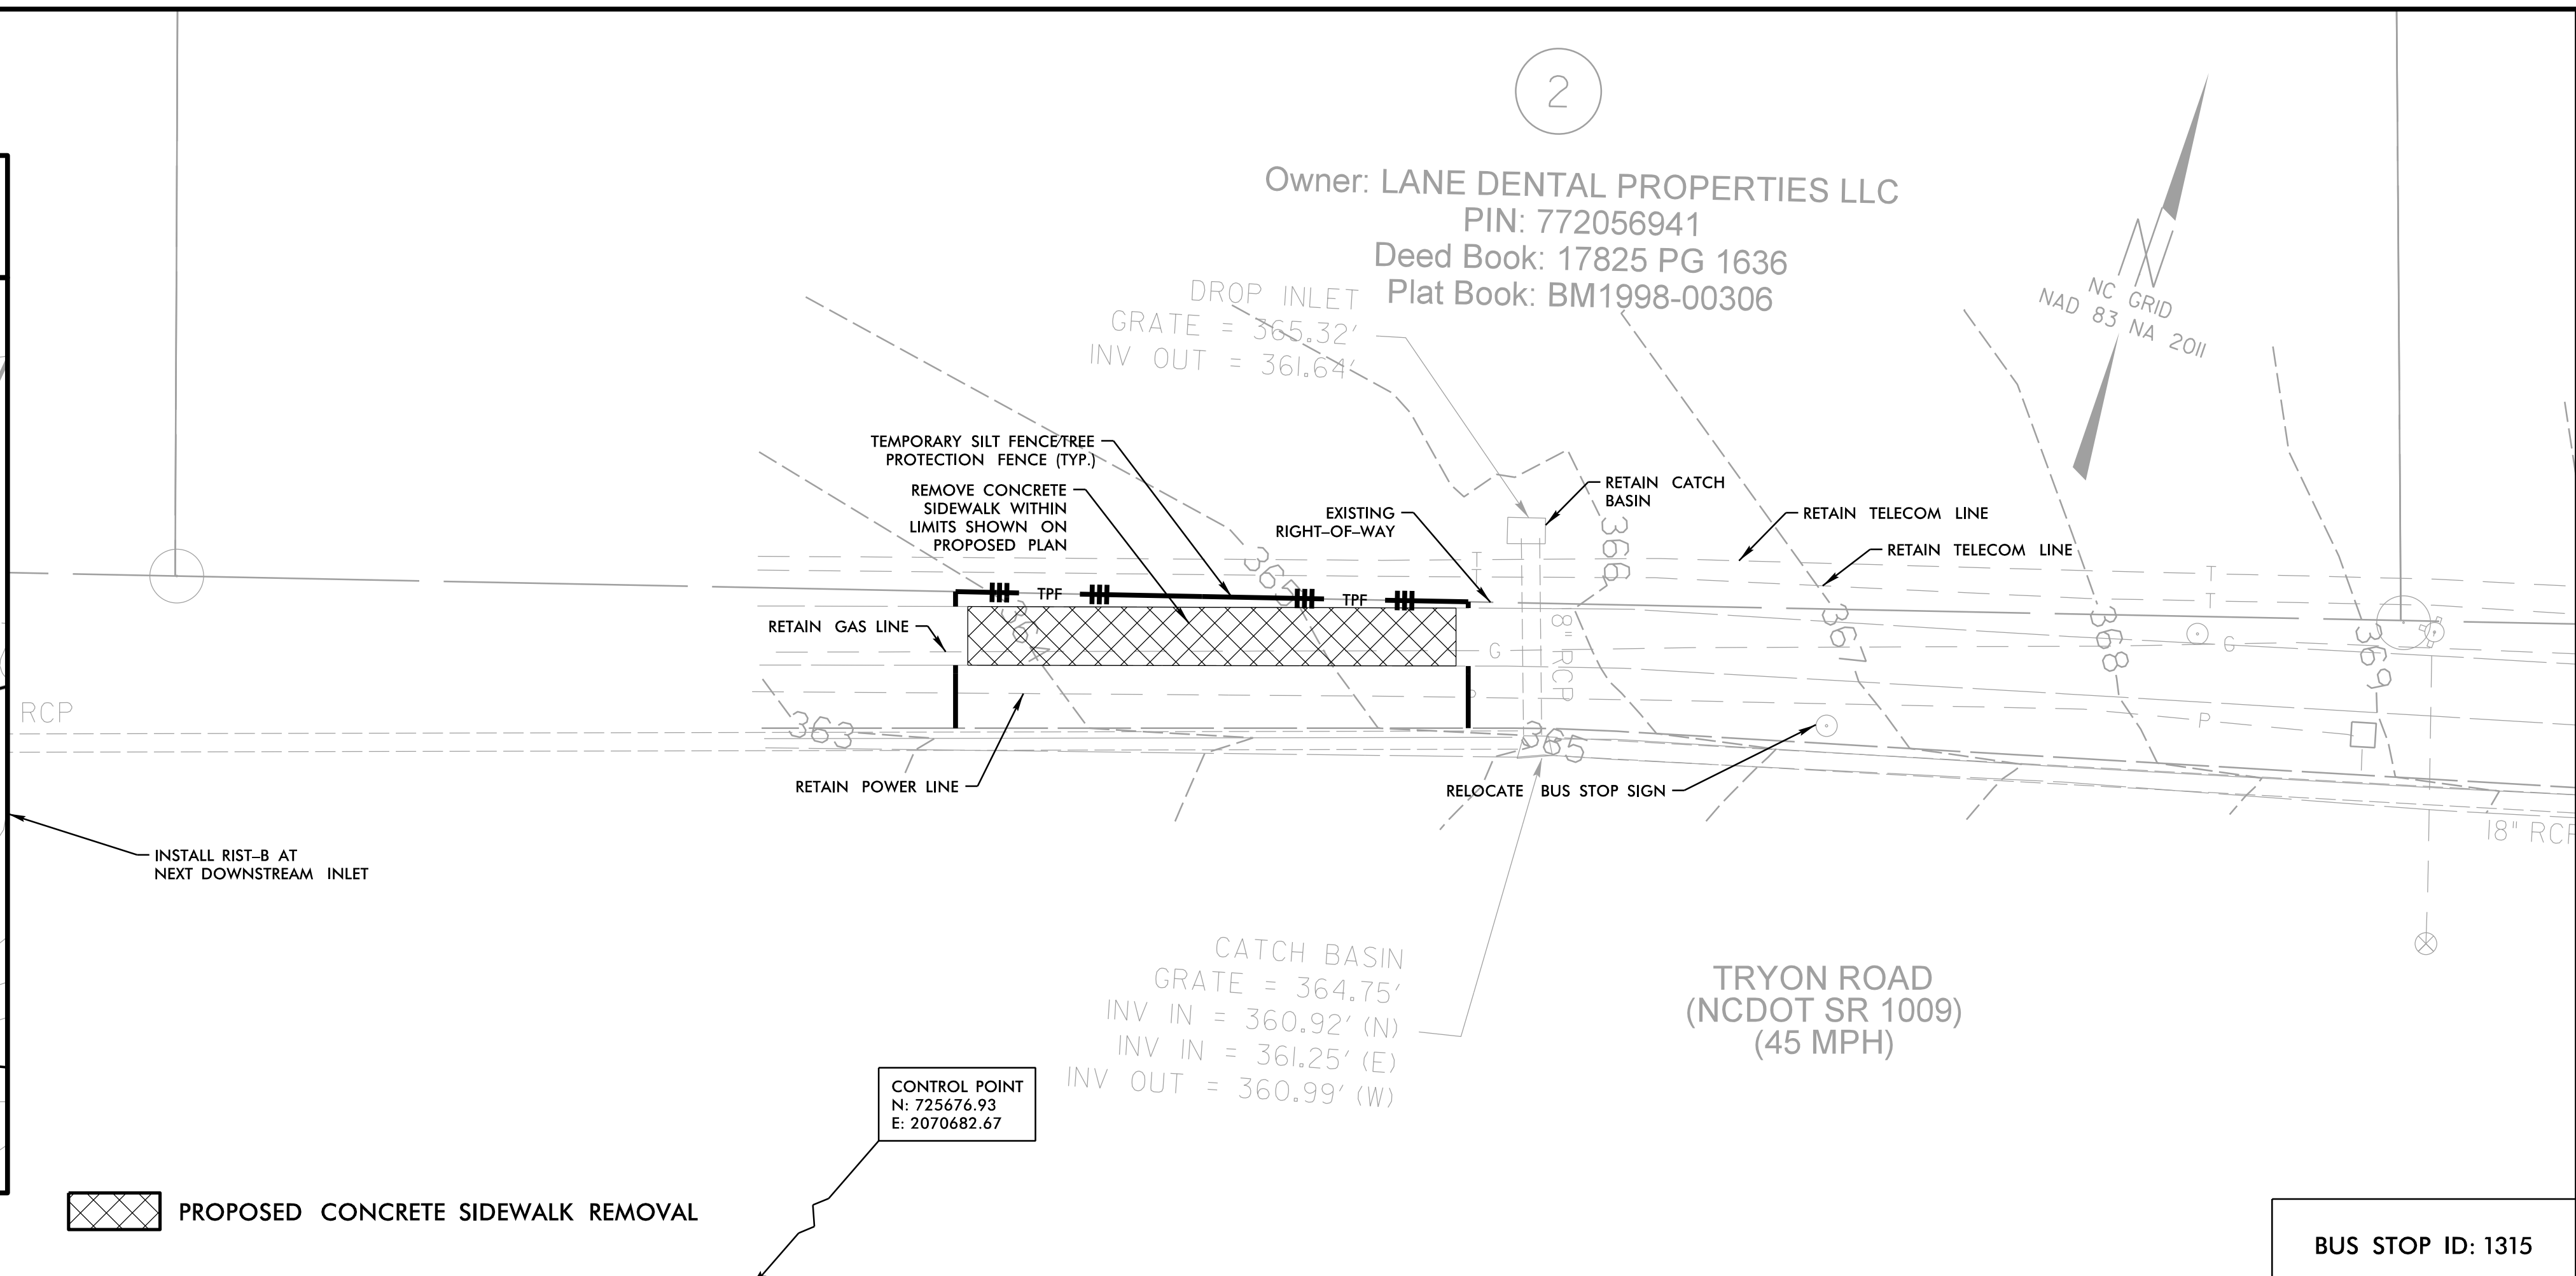 2
Owner: LANE DENTAL PROPERTIES LLC
PIN: 772056941
Deed Book: 17825 PG 1636
Plat Book: BM1998-00306
NC GRID
NAD 83 NA 2011
DROP INLET
GRATE = 365.32'
INV OUT = 361.64'
TEMPORARY SILT FENCE/TREE
PROTECTION FENCE (TYP.)
REMOVE CONCRETE
SIDEWALK WITHIN
LIMITS SHOWN ON
PROPOSED PLAN
EXISTING
RIGHT-OF-WAY
RETAIN CATCH
BASIN
RETAIN TELECOM LINE
RETAIN TELECOM LINE
366
365
T
T
T
T
TPF
TPF
364
367
368
369
RETAIN GAS LINE
G
G
8" RCP
P
P
RCP
363
365
RETAIN POWER LINE
RELOCATE BUS STOP SIGN
18" RCP
INSTALL RIST-B AT
NEXT DOWNSTREAM INLET
CATCH BASIN
GRATE = 364.75'
INV IN = 360.92' (N)
INV IN = 361.25' (E)
INV OUT = 360.99' (W)
TRYON ROAD
(NCDOT SR 1009)
(45 MPH)
CONTROL POINT
N: 725676.93
E: 2070682.67
PROPOSED CONCRETE SIDEWALK REMOVAL
BUS STOP ID: 1315